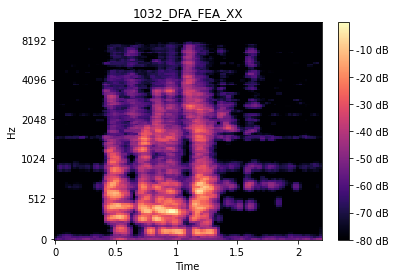 1032_DFA_FEA_XX
8192
4096
2048
1024
512
0
Hz
0
0.5
1
1.5
2
Time
-10 dB
-20 dB
-30 dB
-40 dB
-50 dB
-60 dB
-70 dB
-80 dB